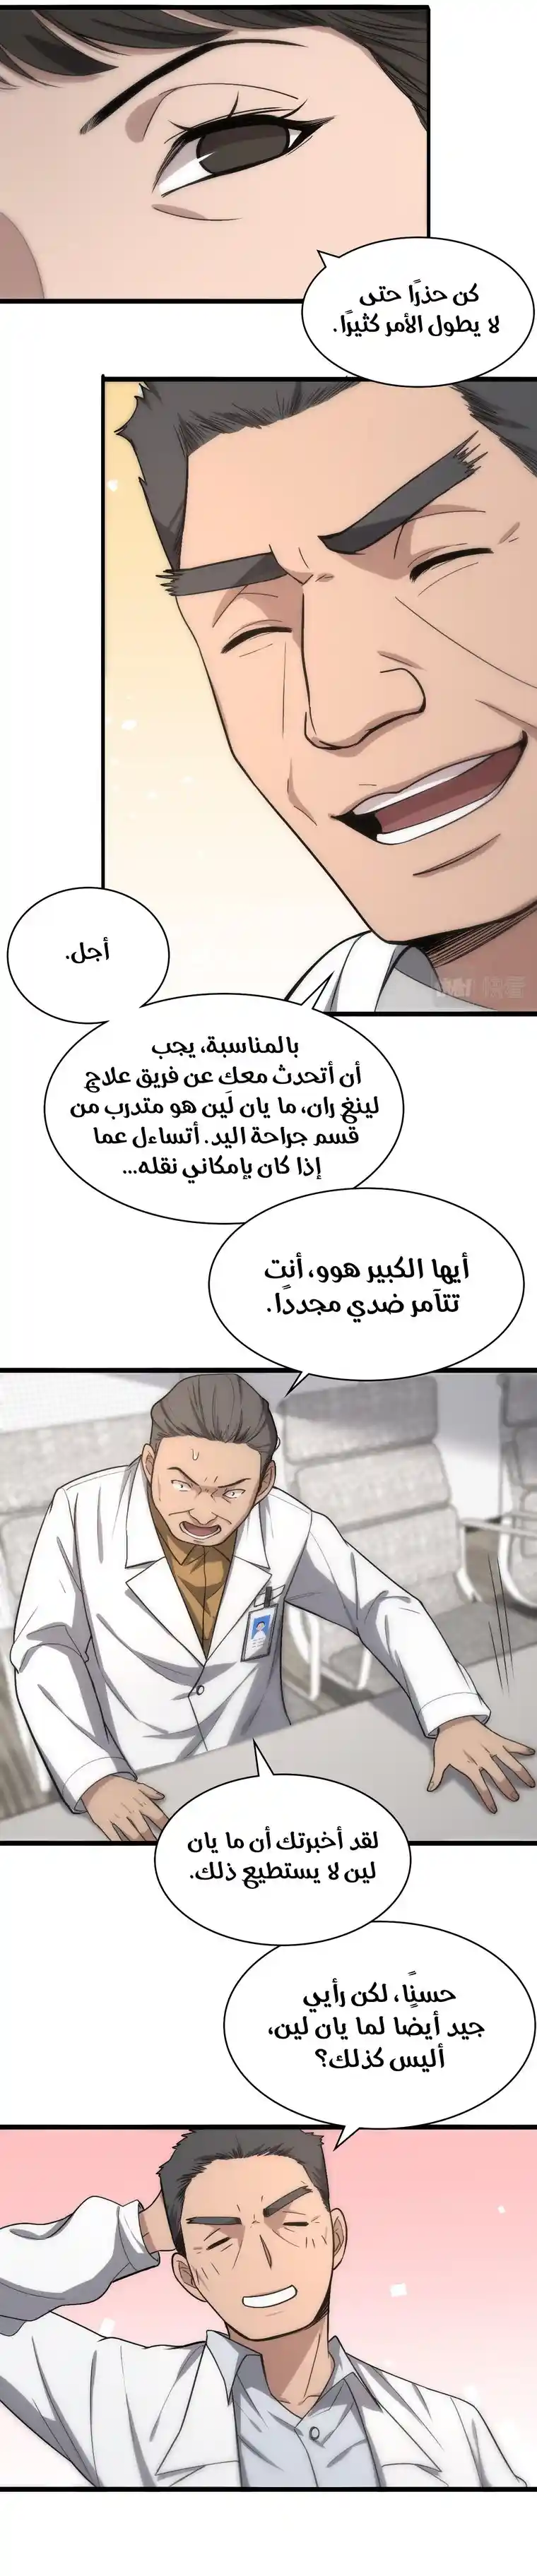 كن حذرًا حتى
لا يطول الأمر كثيرًا.
أجل.
بالمناسبة، يجب
أن أتحدث معك عن فريق علاج
لينغ ران، ما يان لَين هو متدرب من
قسم جراحة اليد. أتساءل عما
إذا كان بإمكاني نقله...
أيها الكبير هوو، أنت
تتآمر ضدي مجددًا.
لقد أخبرتك أن ما يان
لين لا يستطيع ذلك.
حسنًا، لكن رأيي
جيد أيضا لما يان لين،
أليس كذلك؟